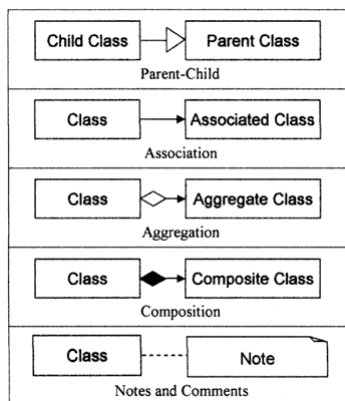 Child Class Parent Class
Parent-Child
Class Associated Class
Association
Class Aggregate Class
Aggregation
Class Composite Class
Composition
Class Note
Notes and Comments